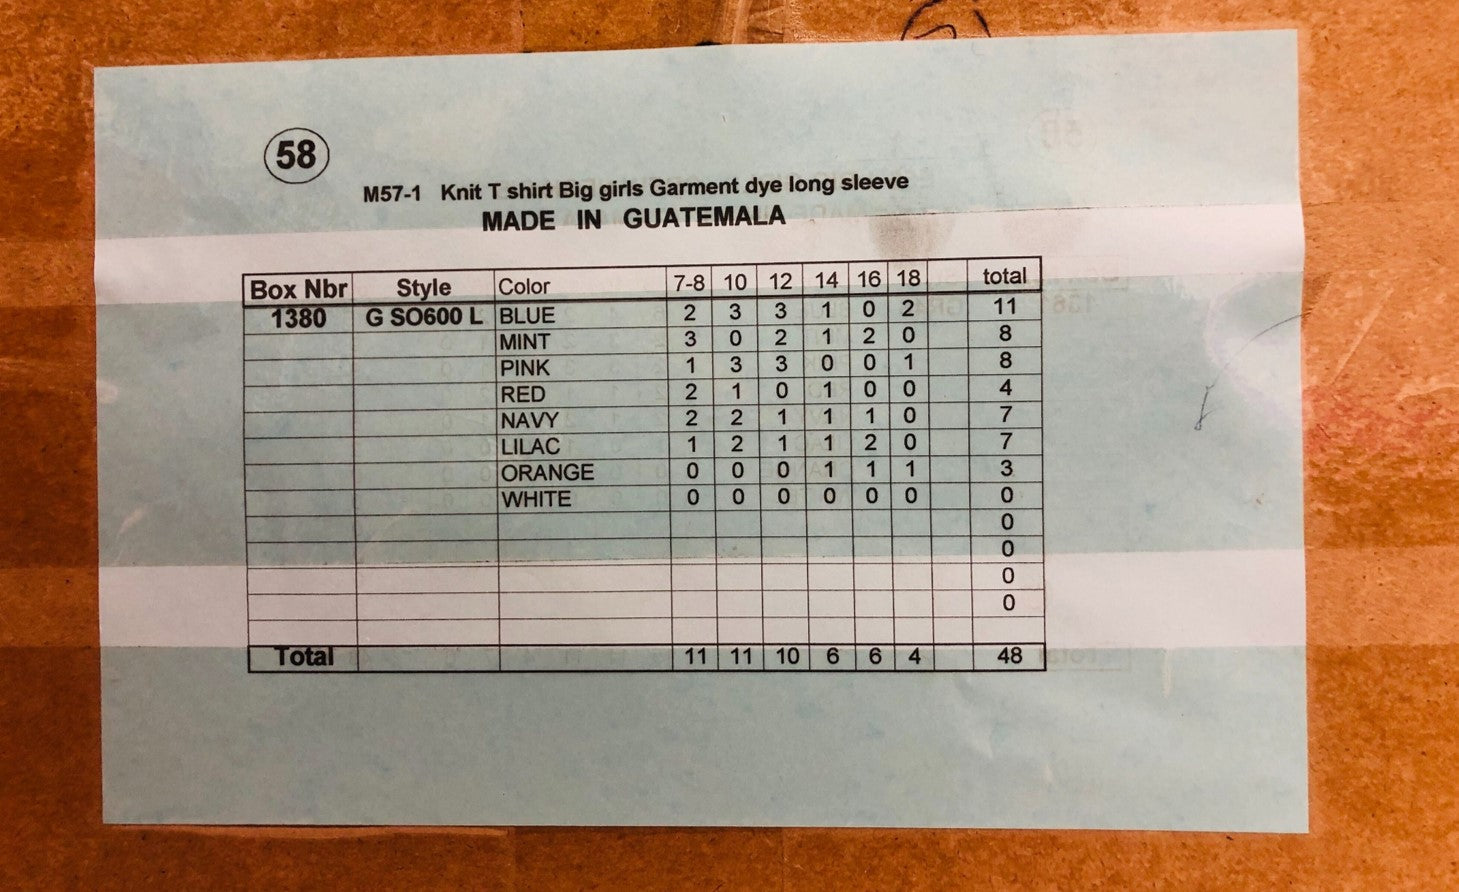 58
M57-1 Knit T shirt Big girls Garment dye long sleeve
MADE IN GUATEMALA
Box Nbr Style Color 7-8 10 12 14 16 18 total
1380 G SO600 L BLUE 2 3 3 1 0 2 11
MINT 3 0 2 1 2 0 8
PINK 1 3 3 0 0 1 8
RED 2 1 0 1 0 0 4
NAVY 2 2 1 1 1 0 7
LILAC 1 2 1 1 2 0 7
ORANGE 0 0 0 1 1 1 3
WHITE 0 0 0 0 0 0 0
0
0
0
0
Total 11 11 10 6 6 4 48